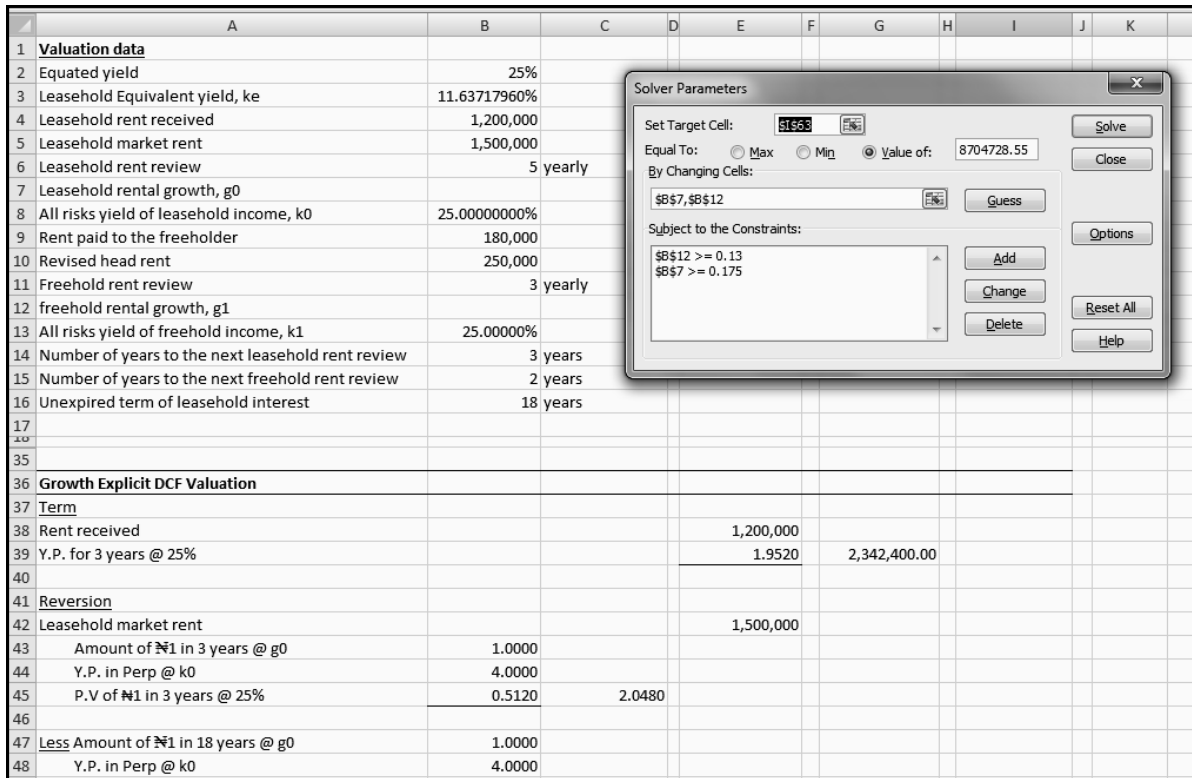 A B C D E F G H I J K
1 Valuation data
2 Equated yield 25%
3 Leasehold Equivalent yield, ke 11.63717960%
4 Leasehold rent received 1,200,000
5 Leasehold market rent 1,500,000
6 Leasehold rent review 5 yearly
7 Leasehold rental growth, g0
8 All risks yield of leasehold income, k0 25.00000000%
9 Rent paid to the freeholder 180,000
10 Revised head rent 250,000
11 Freehold rent review 3 yearly
12 freehold rental growth, g1
13 All risks yield of freehold income, k1 25.00000%
14 Number of years to the next leasehold rent review 3 years
15 Number of years to the next freehold rent review 2 years
16 Unexpired term of leasehold interest 18 years
17
18
35
36 Growth Explicit DCF Valuation
37 Term
38 Rent received 1,200,000
39 Y.P. for 3 years @ 25% 1.9520 2,342,400.00
40
41 Reversion
42 Leasehold market rent 1,500,000
43 Amount of ₦1 in 3 years @ g0 1.0000
44 Y.P. in Perp @ k0 4.0000
45 P.V of ₦1 in 3 years @ 25% 0.5120 2.0480
46
47 Less Amount of ₦1 in 18 years @ g0 1.0000
48 Y.P. in Perp @ k0 4.0000
Solver Parameters X
Set Target Cell: $I$63 Solve
Equal To: Max Min Value of: 8704728.55 Close
By Changing Cells:
$B$7,$B$12 Guess
Subject to the Constraints: Options
$B$12 >= 0.13 Add
$B$7 >= 0.175
Change
Reset All
Delete
Help